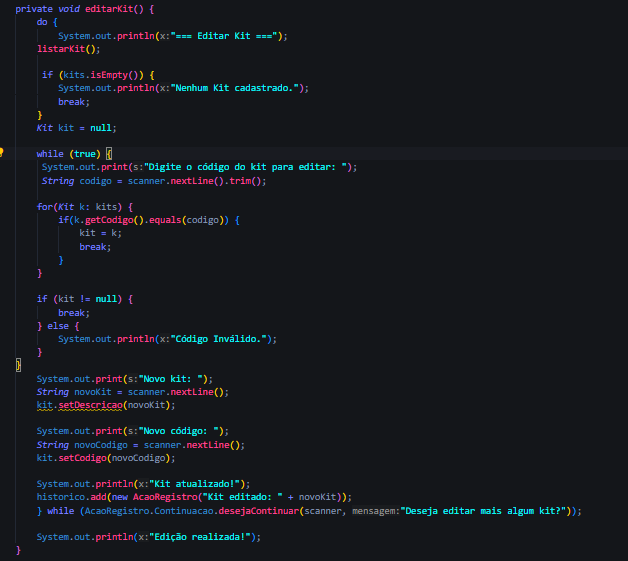 private void editarKit() {
do {
System.out.println(x:"=== Editar Kit ===");
listarKit();
if (kits.isEmpty()) {
System.out.println(x:"Nenhum Kit cadastrado.");
break;
}
Kit kit = null;
while (true) {
System.out.print(s:"Digite o código do kit para editar: ");
String codigo = scanner.nextLine().trim();
for(Kit k: kits) {
if(k.getCodigo().equals(codigo)) {
kit = k;
break;
}
}
if (kit != null) {
break;
} else {
System.out.println(x:"Código Inválido.");
}
}
System.out.print(s:"Novo kit: ");
String novoKit = scanner.nextLine();
kit.setDescricao(novoKit);
System.out.print(s:"Novo código: ");
String novoCodigo = scanner.nextLine();
kit.setCodigo(novoCodigo);
System.out.println(x:"Kit atualizado!");
historico.add(new AcaoRegistro("Kit editado: " + novoKit));
} while (AcaoRegistro.Continuacao.desejaContinuar(scanner, mensagem:"Deseja editar mais algum kit?"));
System.out.println(x:"Edição realizada!");
}